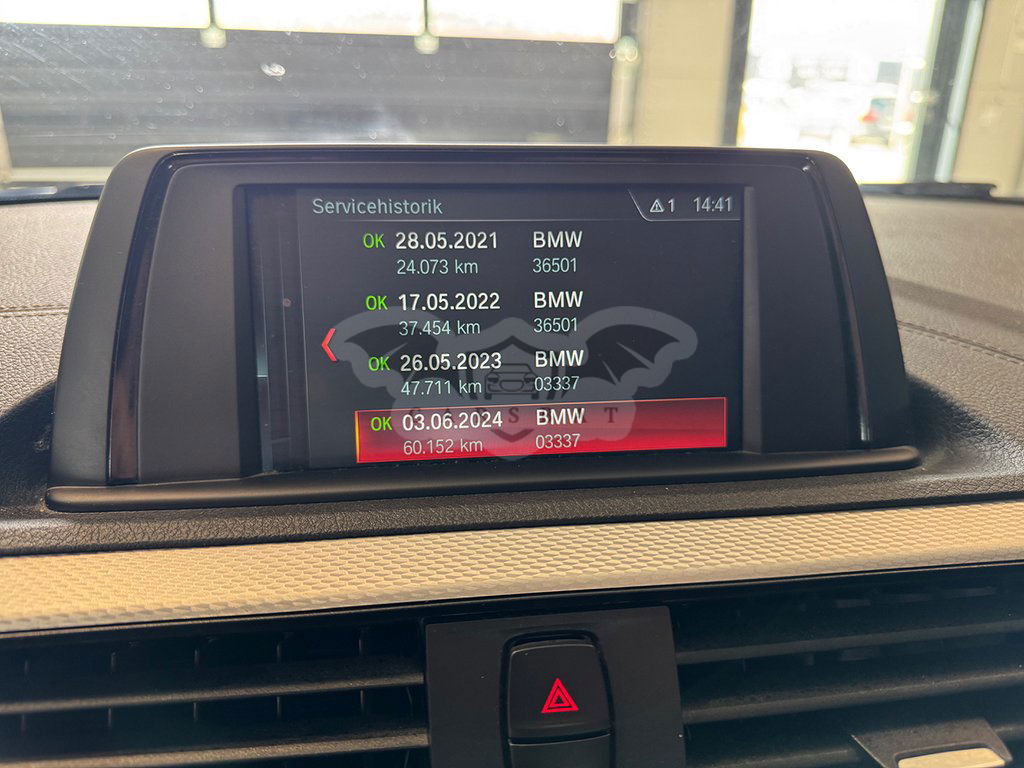 Servicehistorik 1 14:41
OK 28.05.2021 BMW
24.073 km 36501
OK 17.05.2022 BMW
37.454 km 36501
OK 26.05.2023 BMW
47.711 km 03337
OK 03.06.2024 BMW
60.152 km 03337